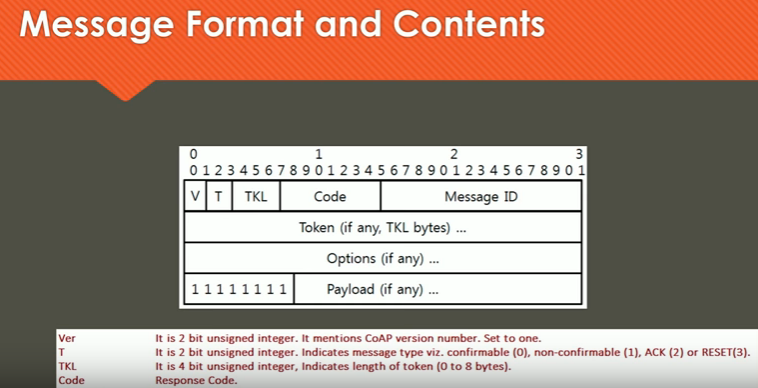 Message Format and Contents
0 1 2 3
0 1 2 3 4 5 6 7 8 9 0 1 2 3 4 5 6 7 8 9 0 1 2 3 4 5 6 7 8 9 0 1
V T TKL Code Message ID
Token (if any, TKL bytes) ...
Options (if any) ...
1 1 1 1 1 1 1 1 Payload (if any) ...
Ver It is 2 bit unsigned integer. It mentions CoAP version number. Set to one.
T It is 2 bit unsigned integer. Indicates message type viz. confirmable (0), non-confirmable (1), ACK (2) or RESET(3).
TKL It is 4 bit unsigned integer, Indicates length of token (0 to 8 bytes).
Code Response Code.